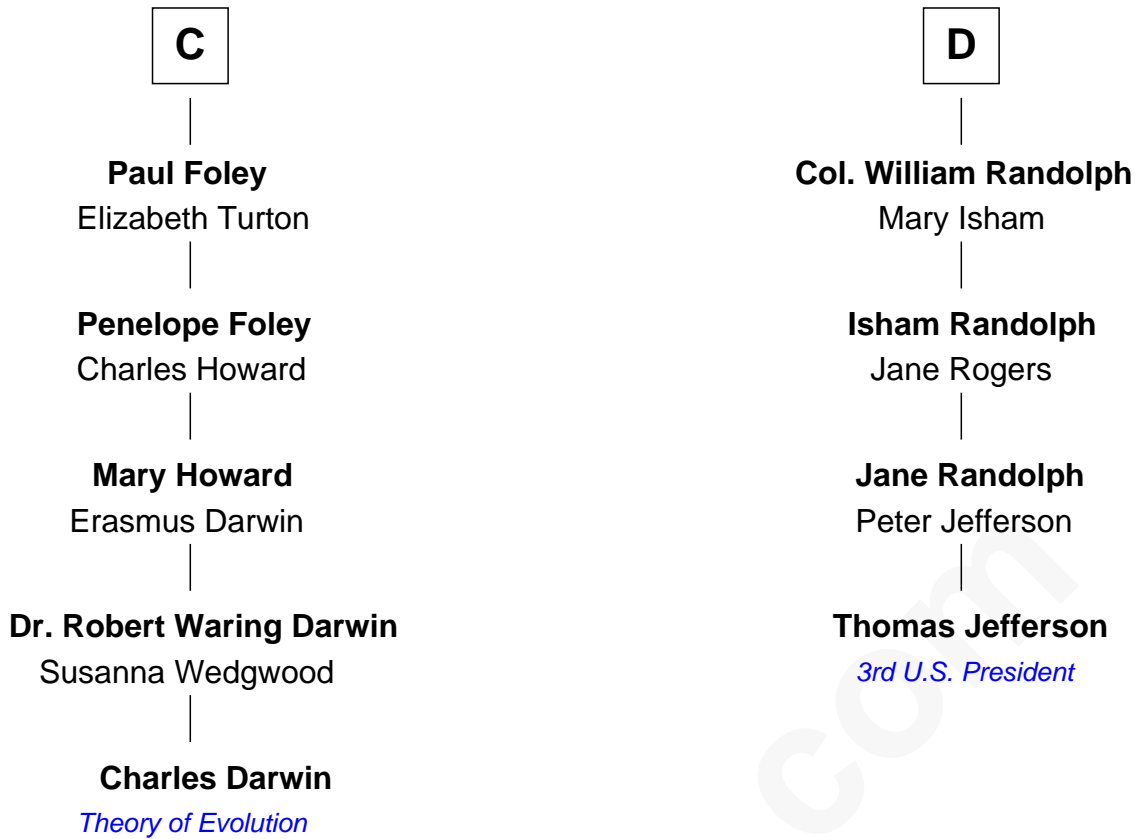 C
Paul Foley
Elizabeth Turton
Penelope Foley
Charles Howard
Mary Howard
Erasmus Darwin
Dr. Robert Waring Darwin
Susanna Wedgwood
Charles Darwin
Theory of Evolution
D
Col. William Randolph
Mary Isham
Isham Randolph
Jane Rogers
Jane Randolph
Peter Jefferson
Thomas Jefferson
3rd U.S. President
com